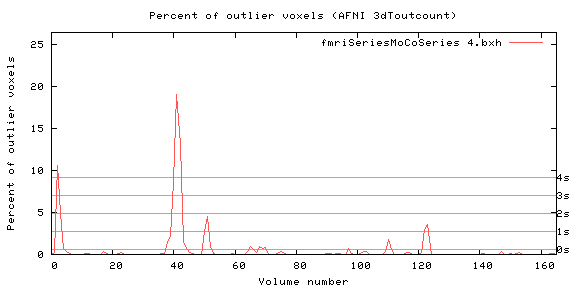 Percent of outlier voxels (AFNI 3dToutcount)
fmriSeriesMoCoSeries 4.bxh
Percent of outlier voxels
25
20
15
10
5
0
4s
3s
2s
1s
0s
0 20 40 60 80 100 120 140 160
Volume number